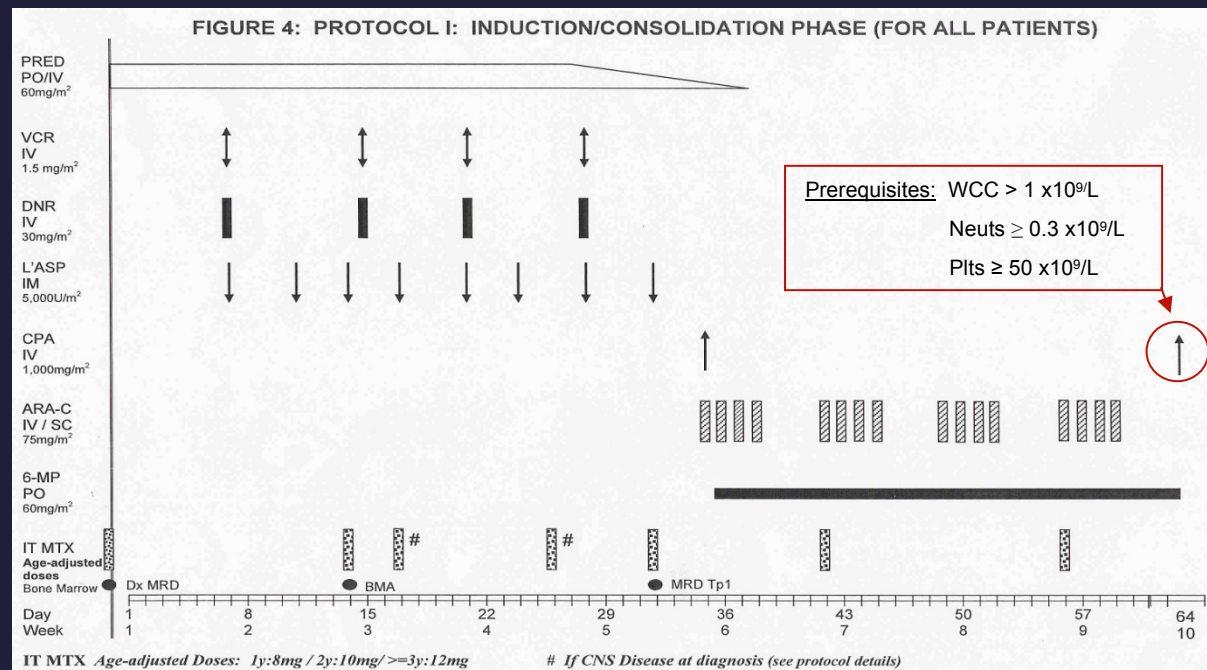 FIGURE 4: PROTOCOL I: INDUCTION/CONSOLIDATION PHASE (FOR ALL PATIENTS)
PRED
PO/IV
60mg/m²
VCR
IV
1.5 mg/m²
DNR
IV
30mg/m²
L'ASP
IM
5,000U/m²
CPA
IV
1,000mg/m²
ARA-C
IV / SC
75mg/m²
6-MP
PO
60mg/m²
IT MTX
Age-adjusted
doses
Bone Marrow
Prerequisites: WCC > 1 x10⁹/L
Neuts ≥ 0.3 x10⁹/L
Plts ≥ 50 x10⁹/L
# #
Dx MRD BMA MRD Tp1
Day 1 8 15 22 29 36 43 50 57 64
Week 1 2 3 4 5 6 7 8 9 10
IT MTX Age-adjusted Doses: 1y:8mg / 2y:10mg/ >=3y:12mg # If CNS Disease at diagnosis (see protocol details)